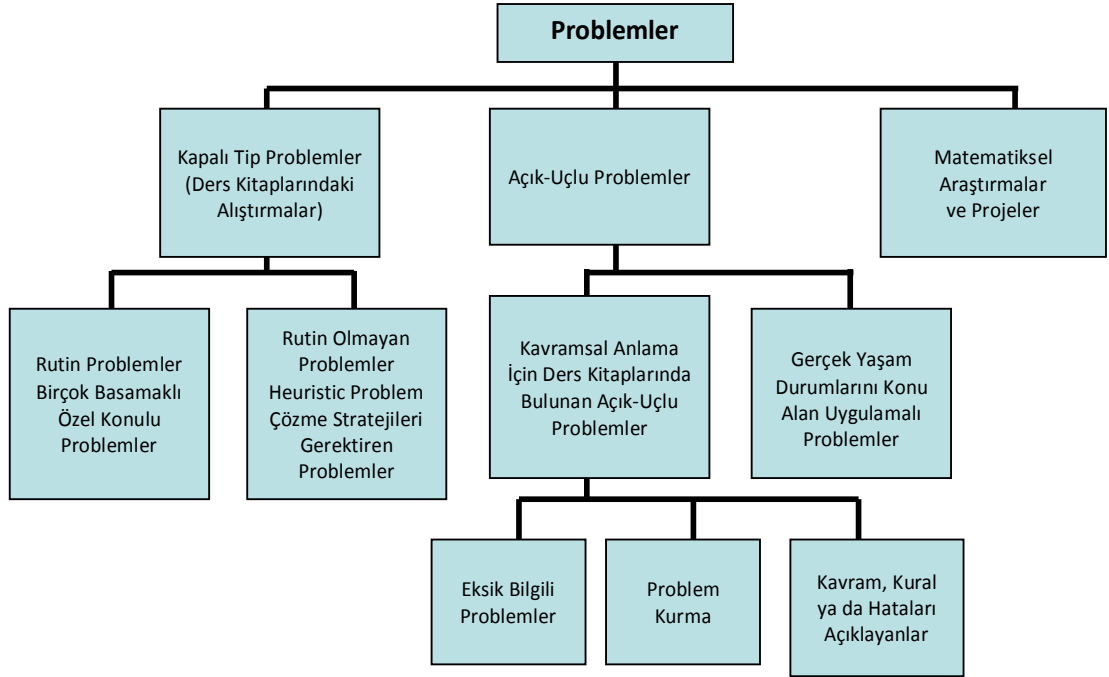 Problemler
Kapalı Tip Problemler
(Ders Kitaplarındaki
Alıştırmalar)
Açık-Uçlu Problemler
Matematiksel
Araştırmalar
ve Projeler
Rutin Problemler
Birçok Basamaklı
Özel Konulu
Problemler
Rutin Olmayan
Problemler
Heuristic Problem
Çözme Stratejileri
Gerektiren
Problemler
Kavramsal Anlama
İçin Ders Kitaplarında
Bulunan Açık-Uçlu
Problemler
Gerçek Yaşam
Durumlarını Konu
Alan Uygulamalı
Problemler
Eksik Bilgili
Problemler
Problem
Kurma
Kavram, Kural
ya da Hataları
Açıklayanlar